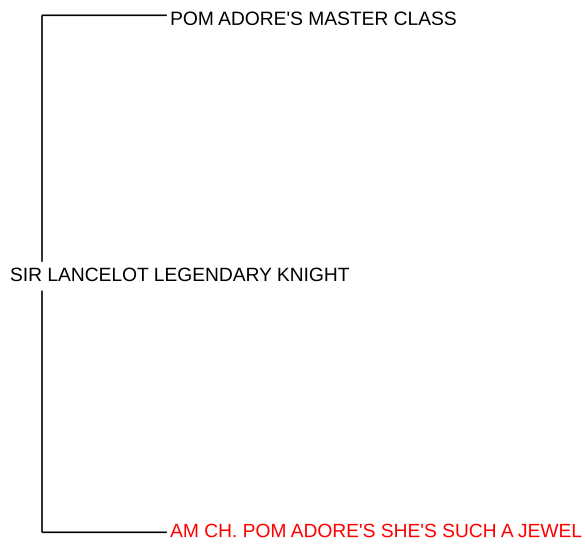 POM ADORE'S MASTER CLASS
SIR LANCELOT LEGENDARY KNIGHT
AM CH. POM ADORE'S SHE'S SUCH A JEWEL